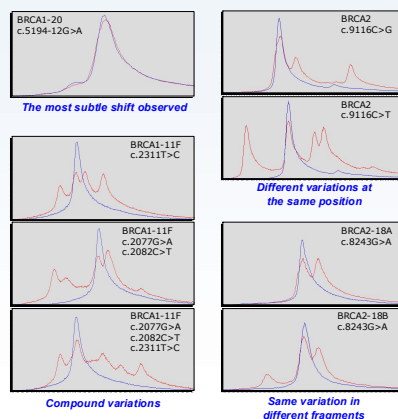 BRCA1-20
c.5194-12G>A
The most subtle shift observed
BRCA1-11F
c.2311T>C
BRCA1-11F
c.2077G>A
c.2082C>T
BRCA1-11F
c.2077G>A
c.2082C>T
c.2311T>C
Compound variations
BRCA2
c.9116C>G
BRCA2
c.9116C>T
Different variations at
the same position
BRCA2-18A
c.8243G>A
BRCA2-18B
c.8243G>A
Same variation in
different fragments